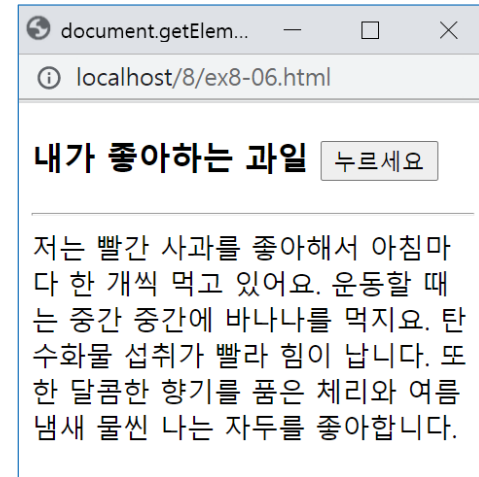 document.getElem...
localhost/8/ex8-06.html
내가 좋아하는 과일 누르세요
저는 빨간 사과를 좋아해서 아침마
다 한 개씩 먹고 있어요. 운동할 때
는 중간 중간에 바나나를 먹지요. 탄
수화물 섭취가 빨라 힘이 납니다. 또
한 달콤한 향기를 품은 체리와 여름
냄새 물씬 나는 자두를 좋아합니다.